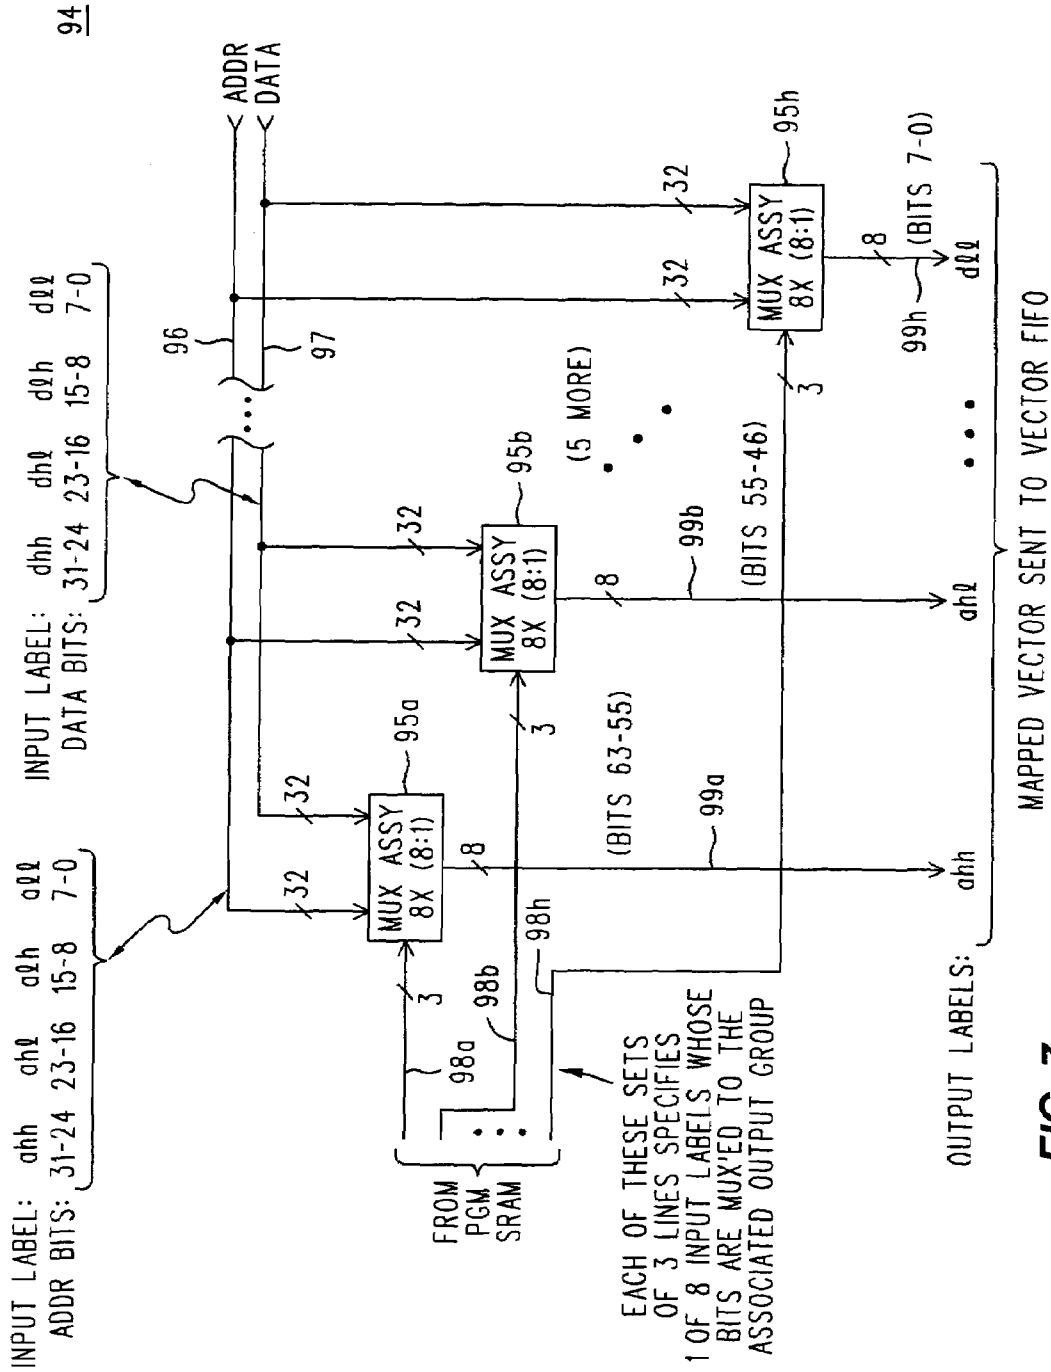 94
INPUT LABEL: ahh ahℓ aℓh aℓℓ
ADDR BITS: 31-24 23-16 15-8 7-0
INPUT LABEL: dhh dhℓ dℓh dℓℓ
DATA BITS: 31-24 23-16 15-8 7-0
96
97
ADDR
DATA
32
32
32
32
32
32
MUX ASSY
8X (8:1)
95a
MUX ASSY
8X (8:1)
95b
MUX ASSY
8X (8:1)
95h
(5 MORE)
FROM
PGM
SRAM
98a
98b
98h
3
3
3
8
8
8
(BITS 63-55)
(BITS 55-46)
(BITS 7-0)
99a
99b
99h
EACH OF THESE SETS
OF 3 LINES SPECIFIES
1 OF 8 INPUT LABELS WHOSE
BITS ARE MUX'ED TO THE
ASSOCIATED OUTPUT GROUP
OUTPUT LABELS: ahh ahℓ dℓℓ
MAPPED VECTOR SENT TO VECTOR FIFO